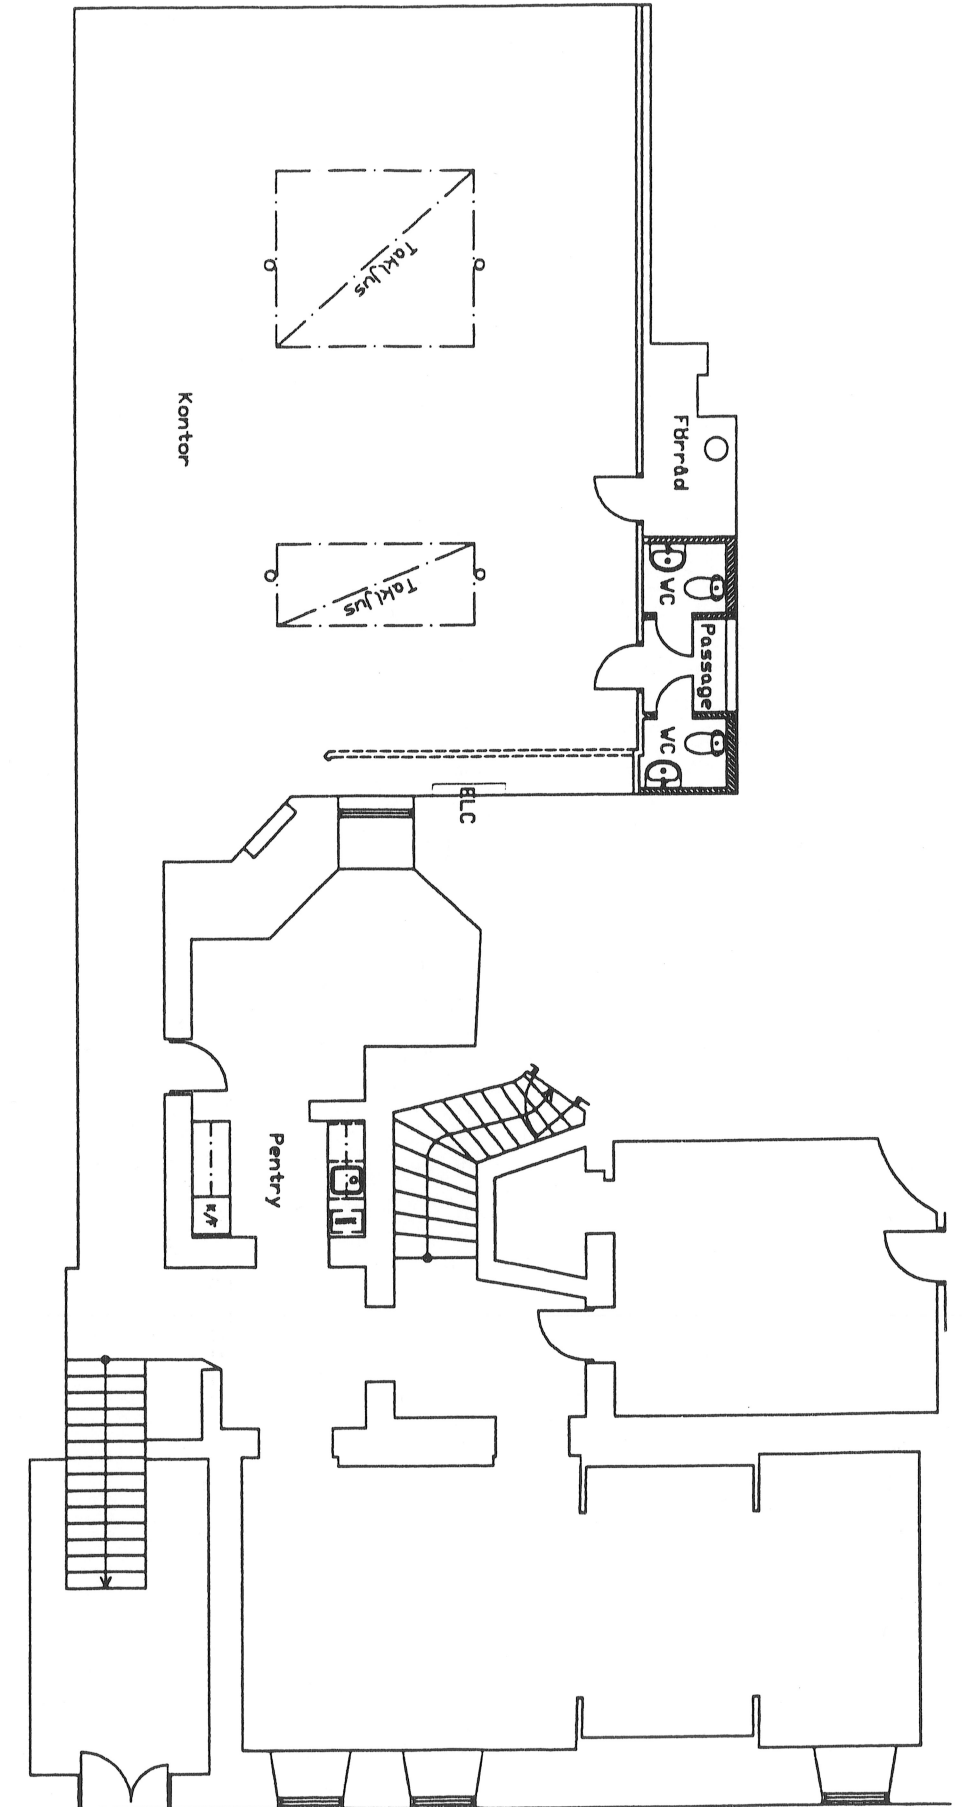 Takljus
Kontor
Förråd
Takljus
WC
Passage
WC
ELC
Pentry
K/F